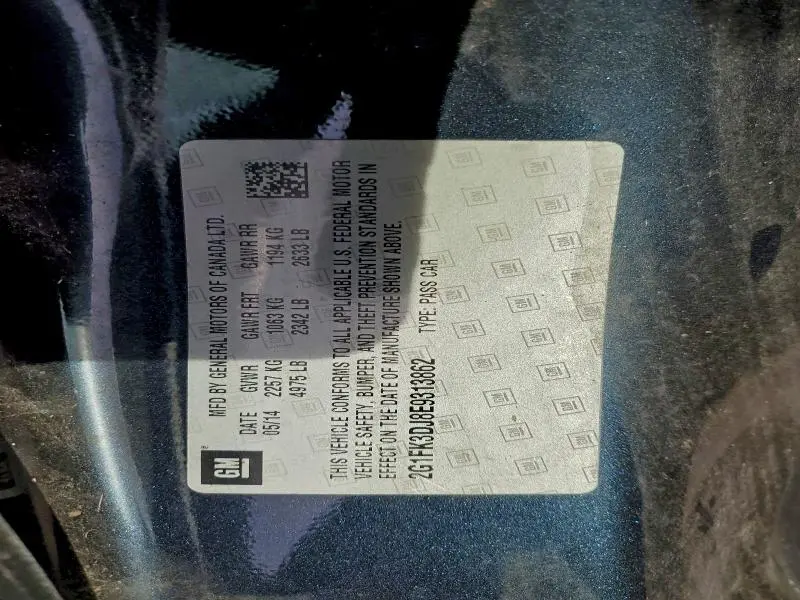 GM
MFD BY GENERAL MOTORS OF CANADA LTD.
DATE GVWR GAWR FRT GAWR RR
05/14 2257 KG 1063 KG 1194 KG
4975 LB 2342 LB 2633 LB
THIS VEHICLE CONFORMS TO ALL APPLICABLE U.S. FEDERAL MOTOR
VEHICLE SAFETY, BUMPER, AND THEFT PREVENTION STANDARDS IN
EFFECT ON THE DATE OF MANUFACTURE SHOWN ABOVE.
2G1FK3DJ8E9313862 TYPE: PASS CAR